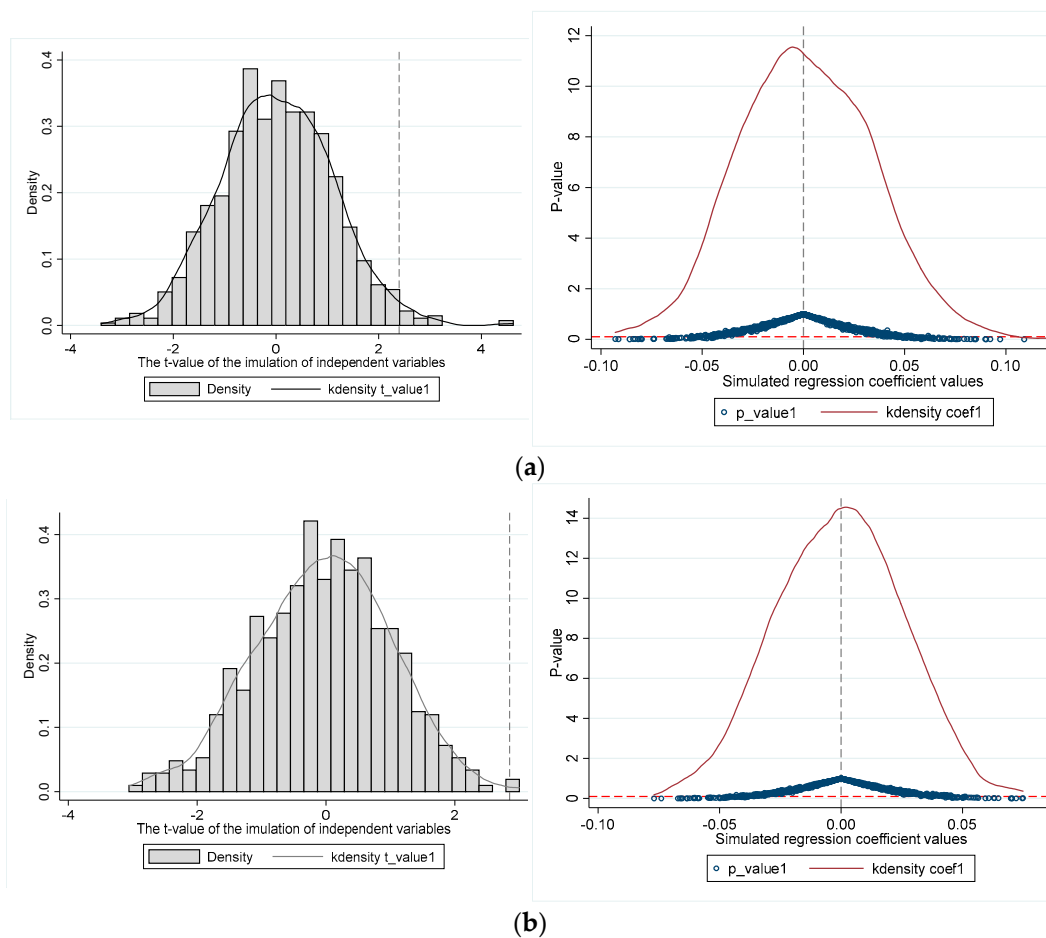 0.4
0.3
0.2
0.1
0.0
Density
-4
-2
0
2
4
The t-value of the imulation of independent variables
Density
kdensity t_value1
12
10
8
6
4
2
0
P-value
-0.10
-0.05
0.00
0.05
0.10
Simulated regression coefficient values
p_value1
kdensity coef1
(a)
0.4
0.3
0.2
0.1
0.0
Density
-4
-2
0
2
The t-value of the imulation of independent variables
Density
kdensity t_value1
14
12
10
8
6
4
2
0
P-value
-0.10
-0.05
0.00
0.05
Simulated regression coefficient values
p_value1
kdensity coef1
(b)